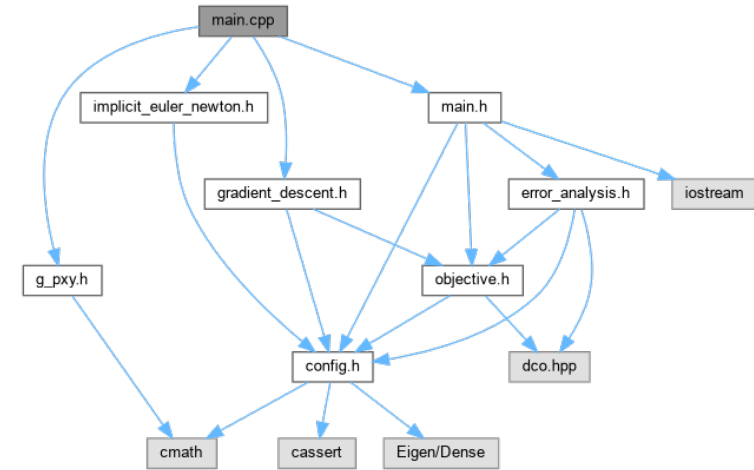 main.cpp
implicit_euler_newton.h
main.h
gradient_descent.h
error_analysis.h
iostream
g_pxy.h
objective.h
config.h
dco.hpp
cmath
cassert
Eigen/Dense